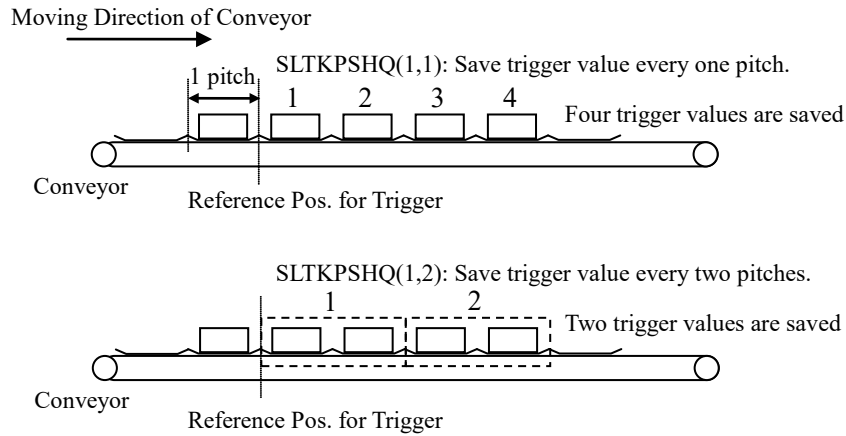 Moving Direction of Conveyor
SLTKPSHQ(1,1): Save trigger value every one pitch.
1 pitch
1 2 3 4
Four trigger values are saved
Conveyor
Reference Pos. for Trigger
SLTKPSHQ(1,2): Save trigger value every two pitches.
1 2
Two trigger values are saved
Conveyor
Reference Pos. for Trigger